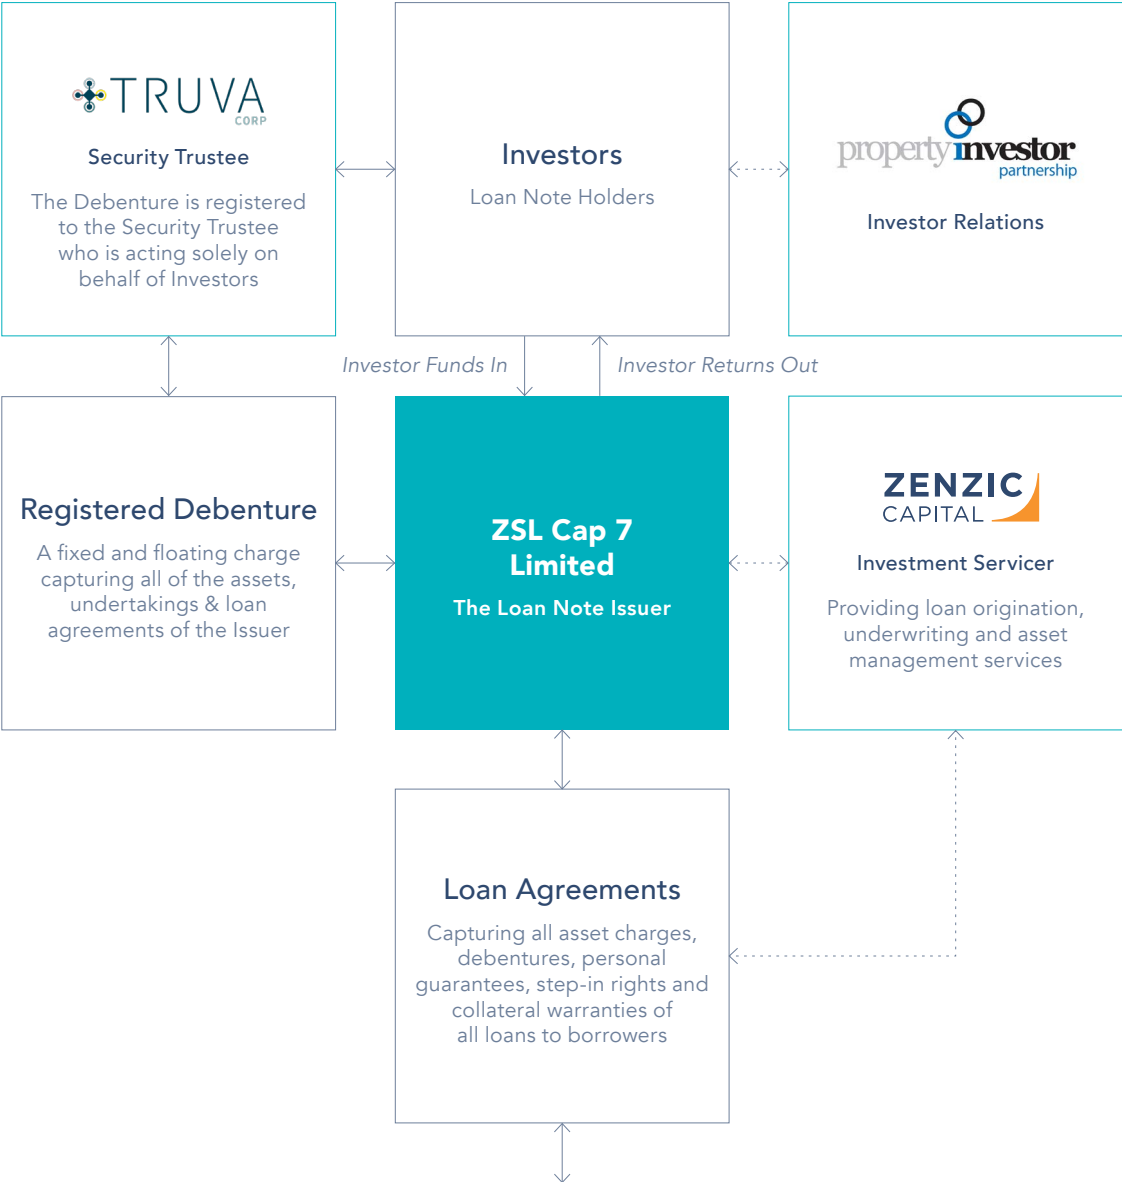 TRUVA
CORP
Security Trustee
The Debenture is registered
to the Security Trustee
who is acting solely on
behalf of Investors
Investors
Loan Note Holders
property investor
partnership
Investor Relations
Investor Funds In
Investor Returns Out
Registered Debenture
A fixed and floating charge
capturing all of the assets,
undertakings & loan
agreements of the Issuer
ZSL Cap 7
Limited
The Loan Note Issuer
ZENZIC
CAPITAL
Investment Servicer
Providing loan origination,
underwriting and asset
management services
Loan Agreements
Capturing all asset charges,
debentures, personal
guarantees, step-in rights and
collateral warranties of
all loans to borrowers